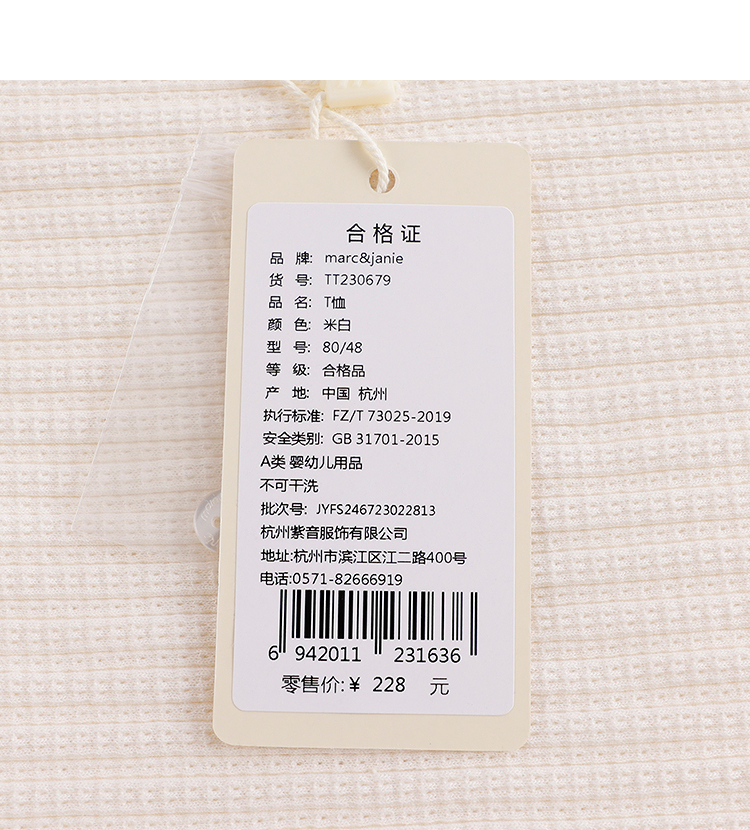 合格证
品 牌: marc&janie
货 号: TT230679
品 名: T恤
颜 色: 米白
型 号: 80/48
等 级: 合格品
产 地: 中国 杭州
执行标准: FZ/T 73025-2019
安全类别: GB 31701-2015
A类 婴幼儿用品
不可干洗
批次号: JYFS246723022813
杭州紫音服饰有限公司
地址:杭州市滨江区江二路400号
电话:0571-82666919
6 942011 231636
零售价:¥ 228 元